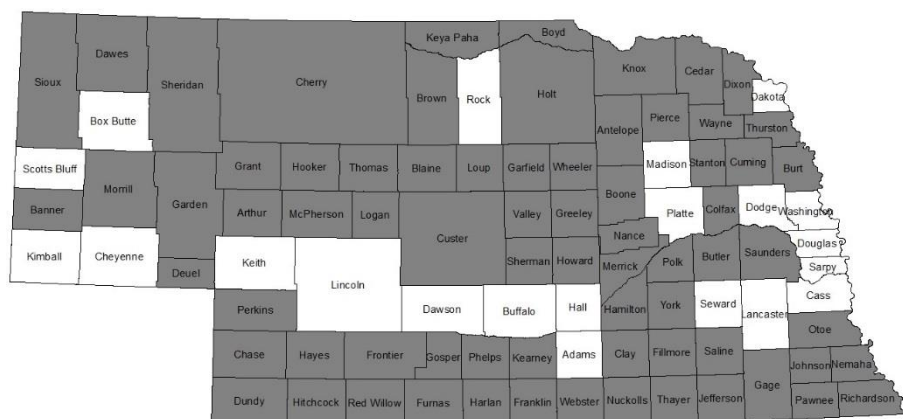 Keya Paha
Boyd
Dawes
Sioux
Sheridan
Cherry
Brown
Rock
Holt
Knox
Cedar
Dixon
Dakota
Box Butte
Antelope
Pierce
Wayne
Thurston
Scotts Bluff
Morrill
Grant
Hooker
Thomas
Blaine
Loup
Garfield
Wheeler
Madison
Stanton
Cuming
Burt
Banner
Garden
Arthur
McPherson
Logan
Custer
Valley
Greeley
Boone
Platte
Colfax
Dodge
Washington
Nance
Douglas
Kimball
Cheyenne
Deuel
Keith
Lincoln
Sherman
Howard
Merrick
Polk
Butler
Saunders
Sarpy
Perkins
Dawson
Buffalo
Hall
Hamilton
York
Seward
Lancaster
Cass
Otoe
Chase
Hayes
Frontier
Gosper
Phelps
Kearney
Adams
Clay
Fillmore
Saline
Gage
Johnson
Nemaha
Dundy
Hitchcock
Red Willow
Furnas
Harlan
Franklin
Webster
Nuckolls
Thayer
Jefferson
Pawnee
Richardson